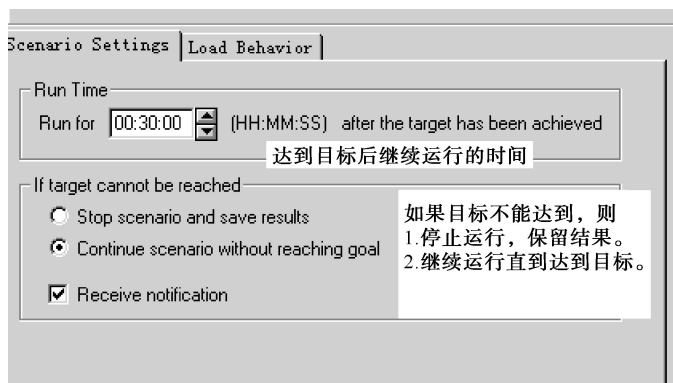 Scenario Settings Load Behavior
Run Time
Run for 00:30:00 (HH:MM:SS) after the target has been achieved
达到目标后继续运行的时间
If target cannot be reached
Stop scenario and save results
Continue scenario without reaching goal
Receive notification
如果目标不能达到，则
1.停止运行，保留结果。
2.继续运行直到达到目标。